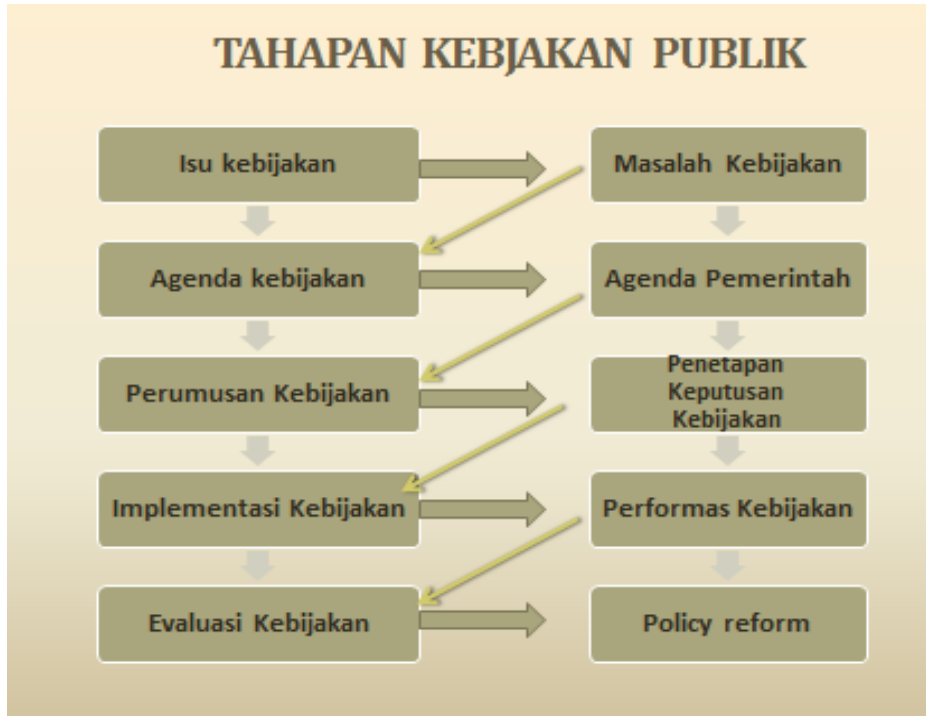 TAHAPAN KEBJAKAN PUBLIK
Isu kebijakan
Masalah Kebijakan
Agenda kebijakan
Agenda Pemerintah
Perumusan Kebijakan
Penetapan
Keputusan
Kebijakan
Implementasi Kebijakan
Performas Kebijakan
Evaluasi Kebijakan
Policy reform